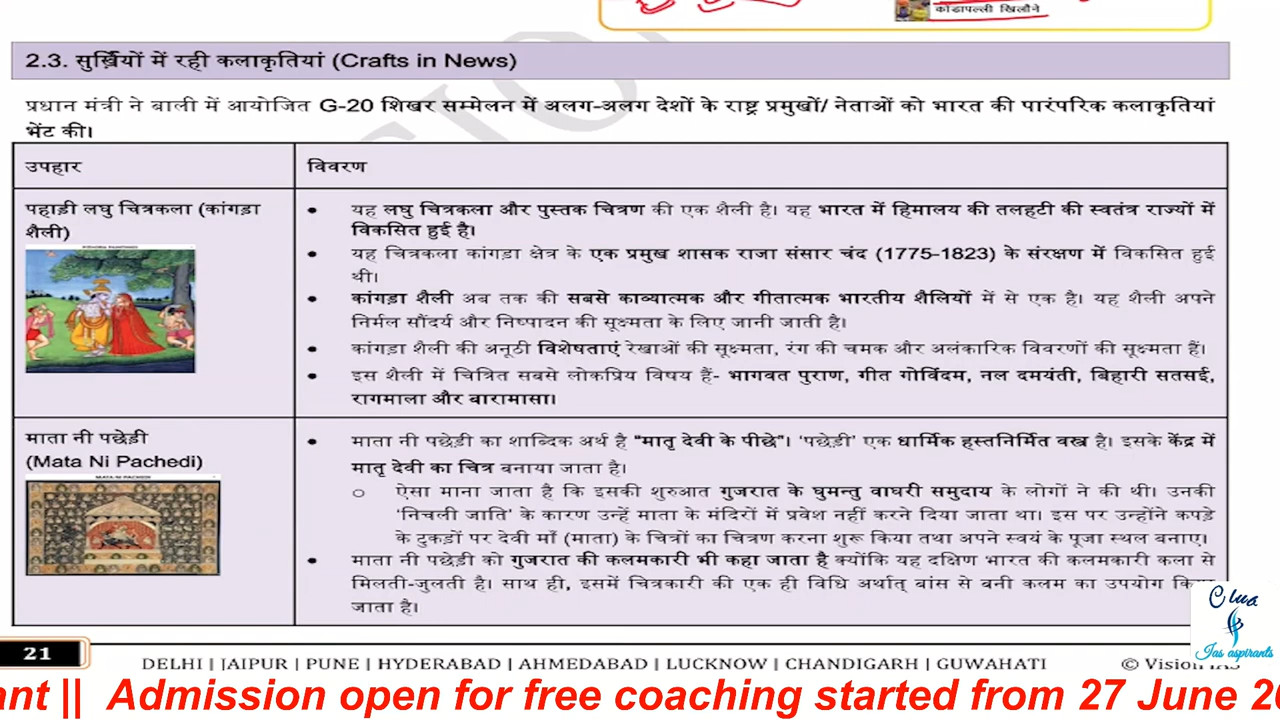 कोंडापल्ली खिलौने
2.3. सुर्ख़ियों में रही कलाकृतियां (Crafts in News)
प्रधान मंत्री ने बाली में आयोजित G-20 शिखर सम्मेलन में अलग-अलग देशों के राष्ट्र प्रमुखों/ नेताओं को भारत की पारंपरिक कलाकृतियां
भेंट की।
उपहार
विवरण
पहाड़ी लघु चित्रकला (कांगड़ा
शैली)
• यह लघु चित्रकला और पुस्तक चित्रण की एक शैली है। यह भारत में हिमालय की तलहटी की स्वतंत्र राज्यों में
विकसित हुई है।
• यह चित्रकला कांगड़ा क्षेत्र के एक प्रमुख शासक राजा संसार चंद (1775-1823) के संरक्षण में विकसित हुई
थी।
• कांगड़ा शैली अब तक की सबसे काव्यात्मक और गीतात्मक भारतीय शैलियों में से एक है। यह शैली अपने
निर्मल सौंदर्य और निष्पादन की सूक्ष्मता के लिए जानी जाती है।
• कांगड़ा शैली की अनूठी विशेषताएं रेखाओं की सूक्ष्मता, रंग की चमक और अलंकारिक विवरणों की सूक्ष्मता हैं।
• इस शैली में चित्रित सबसे लोकप्रिय विषय हैं- भागवत पुराण, गीत गोविंदम, नल दमयंती, बिहारी सतसई,
रागमाला और बारामासा।
माता नी पछेड़ी
(Mata Ni Pachedi)
MATA NI PACHEDI
• माता नी पछेड़ी का शाब्दिक अर्थ है "मातृ देवी के पीछे"। 'पछेड़ी' एक धार्मिक हस्तनिर्मित वस्त्र है। इसके केंद्र में
मातृ देवी का चित्र बनाया जाता है।
○ ऐसा माना जाता है कि इसकी शुरुआत गुजरात के घुमन्तु वाघरी समुदाय के लोगों ने की थी। उनकी
'निचली जाति' के कारण उन्हें माता के मंदिरों में प्रवेश नहीं करने दिया जाता था। इस पर उन्होंने कपड़े
के टुकड़ों पर देवी माँ (माता) के चित्रों का चित्रण करना शुरू किया तथा अपने स्वयं के पूजा स्थल बनाए।
• माता नी पछेड़ी को गुजरात की कलमकारी भी कहा जाता है क्योंकि यह दक्षिण भारत की कलमकारी कला से
मिलती-जुलती है। साथ ही, इसमें चित्रकारी की एक ही विधि अर्थात् बांस से बनी कलम का उपयोग
जाता है।
21
DELHI | JAIPUR | PUNE | HYDERABAD | AHMEDABAD | LUCKNOW | CHANDIGARH | GUWAHATI
© Vision IAS
Jas aspirants
ant || Admission open for free coaching started from 27 June 20